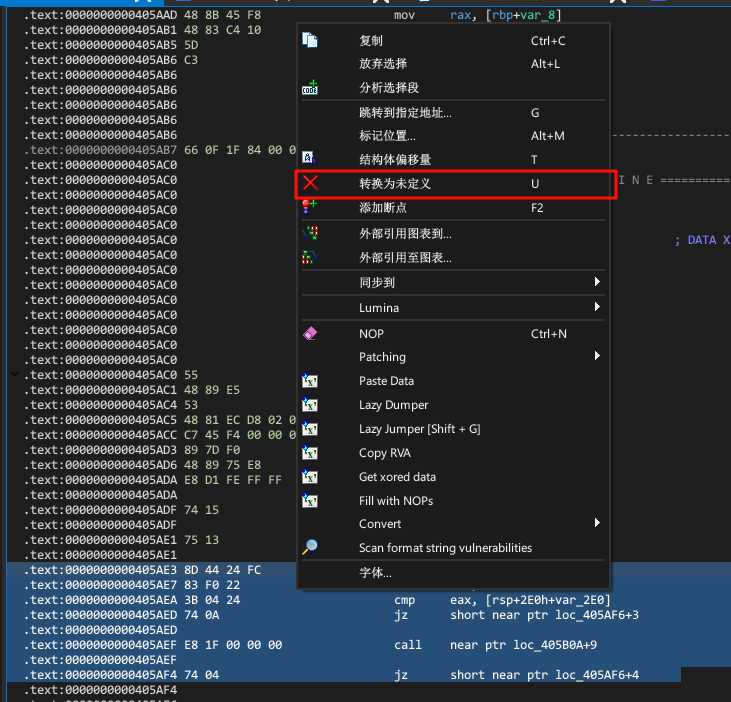 .text:0000000000405AAD 48 8B 45 F8 mov rax, [rbp+var_8]
.text:0000000000405AB1 48 83 C4 10
.text:0000000000405AB5 5D
.text:0000000000405AB6 C3
.text:0000000000405AB6
.text:0000000000405AB6
.text:0000000000405AB6
.text:0000000000405AB6
.text:0000000000405AB6
.text:0000000000405AB7 66 0F 1F 84 00 0
.text:0000000000405AC0
.text:0000000000405AC0 I N E ==========
.text:0000000000405AC0
.text:0000000000405AC0
.text:0000000000405AC0
.text:0000000000405AC0 ; DATA X
.text:0000000000405AC0
.text:0000000000405AC0
.text:0000000000405AC0
.text:0000000000405AC0
.text:0000000000405AC0
.text:0000000000405AC0
.text:0000000000405AC0
.text:0000000000405AC0
.text:0000000000405AC0 55
.text:0000000000405AC1 48 89 E5
.text:0000000000405AC4 53
.text:0000000000405AC5 48 81 EC D8 02 0
.text:0000000000405ACC C7 45 F4 00 00 0
.text:0000000000405AD3 89 7D F0
.text:0000000000405AD6 48 89 75 E8
.text:0000000000405ADA E8 D1 FE FF FF
.text:0000000000405ADA
.text:0000000000405ADF 74 15
.text:0000000000405ADF
.text:0000000000405AE1 75 13
.text:0000000000405AE1
.text:0000000000405AE3 8D 44 24 FC
.text:0000000000405AE7 83 F0 22
.text:0000000000405AEA 3B 04 24 cmp eax, [rsp+2E0h+var_2E0]
.text:0000000000405AED 74 0A jz short near ptr loc_405AF6+3
.text:0000000000405AED
.text:0000000000405AEF E8 1F 00 00 00 call near ptr loc_405B0A+9
.text:0000000000405AEF
.text:0000000000405AF4 74 04 jz short near ptr loc_405AF6+4
.text:0000000000405AF4
复制 Ctrl+C
放弃选择 Alt+L
分析选择段
跳转到指定地址... G
标记位置... Alt+M
结构体偏移量 T
转换为未定义 U
添加断点 F2
外部引用图表到...
外部引用至图表...
同步到
Lumina
NOP Ctrl+N
Patching
Paste Data
Lazy Dumper
Lazy Jumper [Shift + G]
Copy RVA
Get xored data
Fill with NOPs
Convert
Scan format string vulnerabilities
字体...